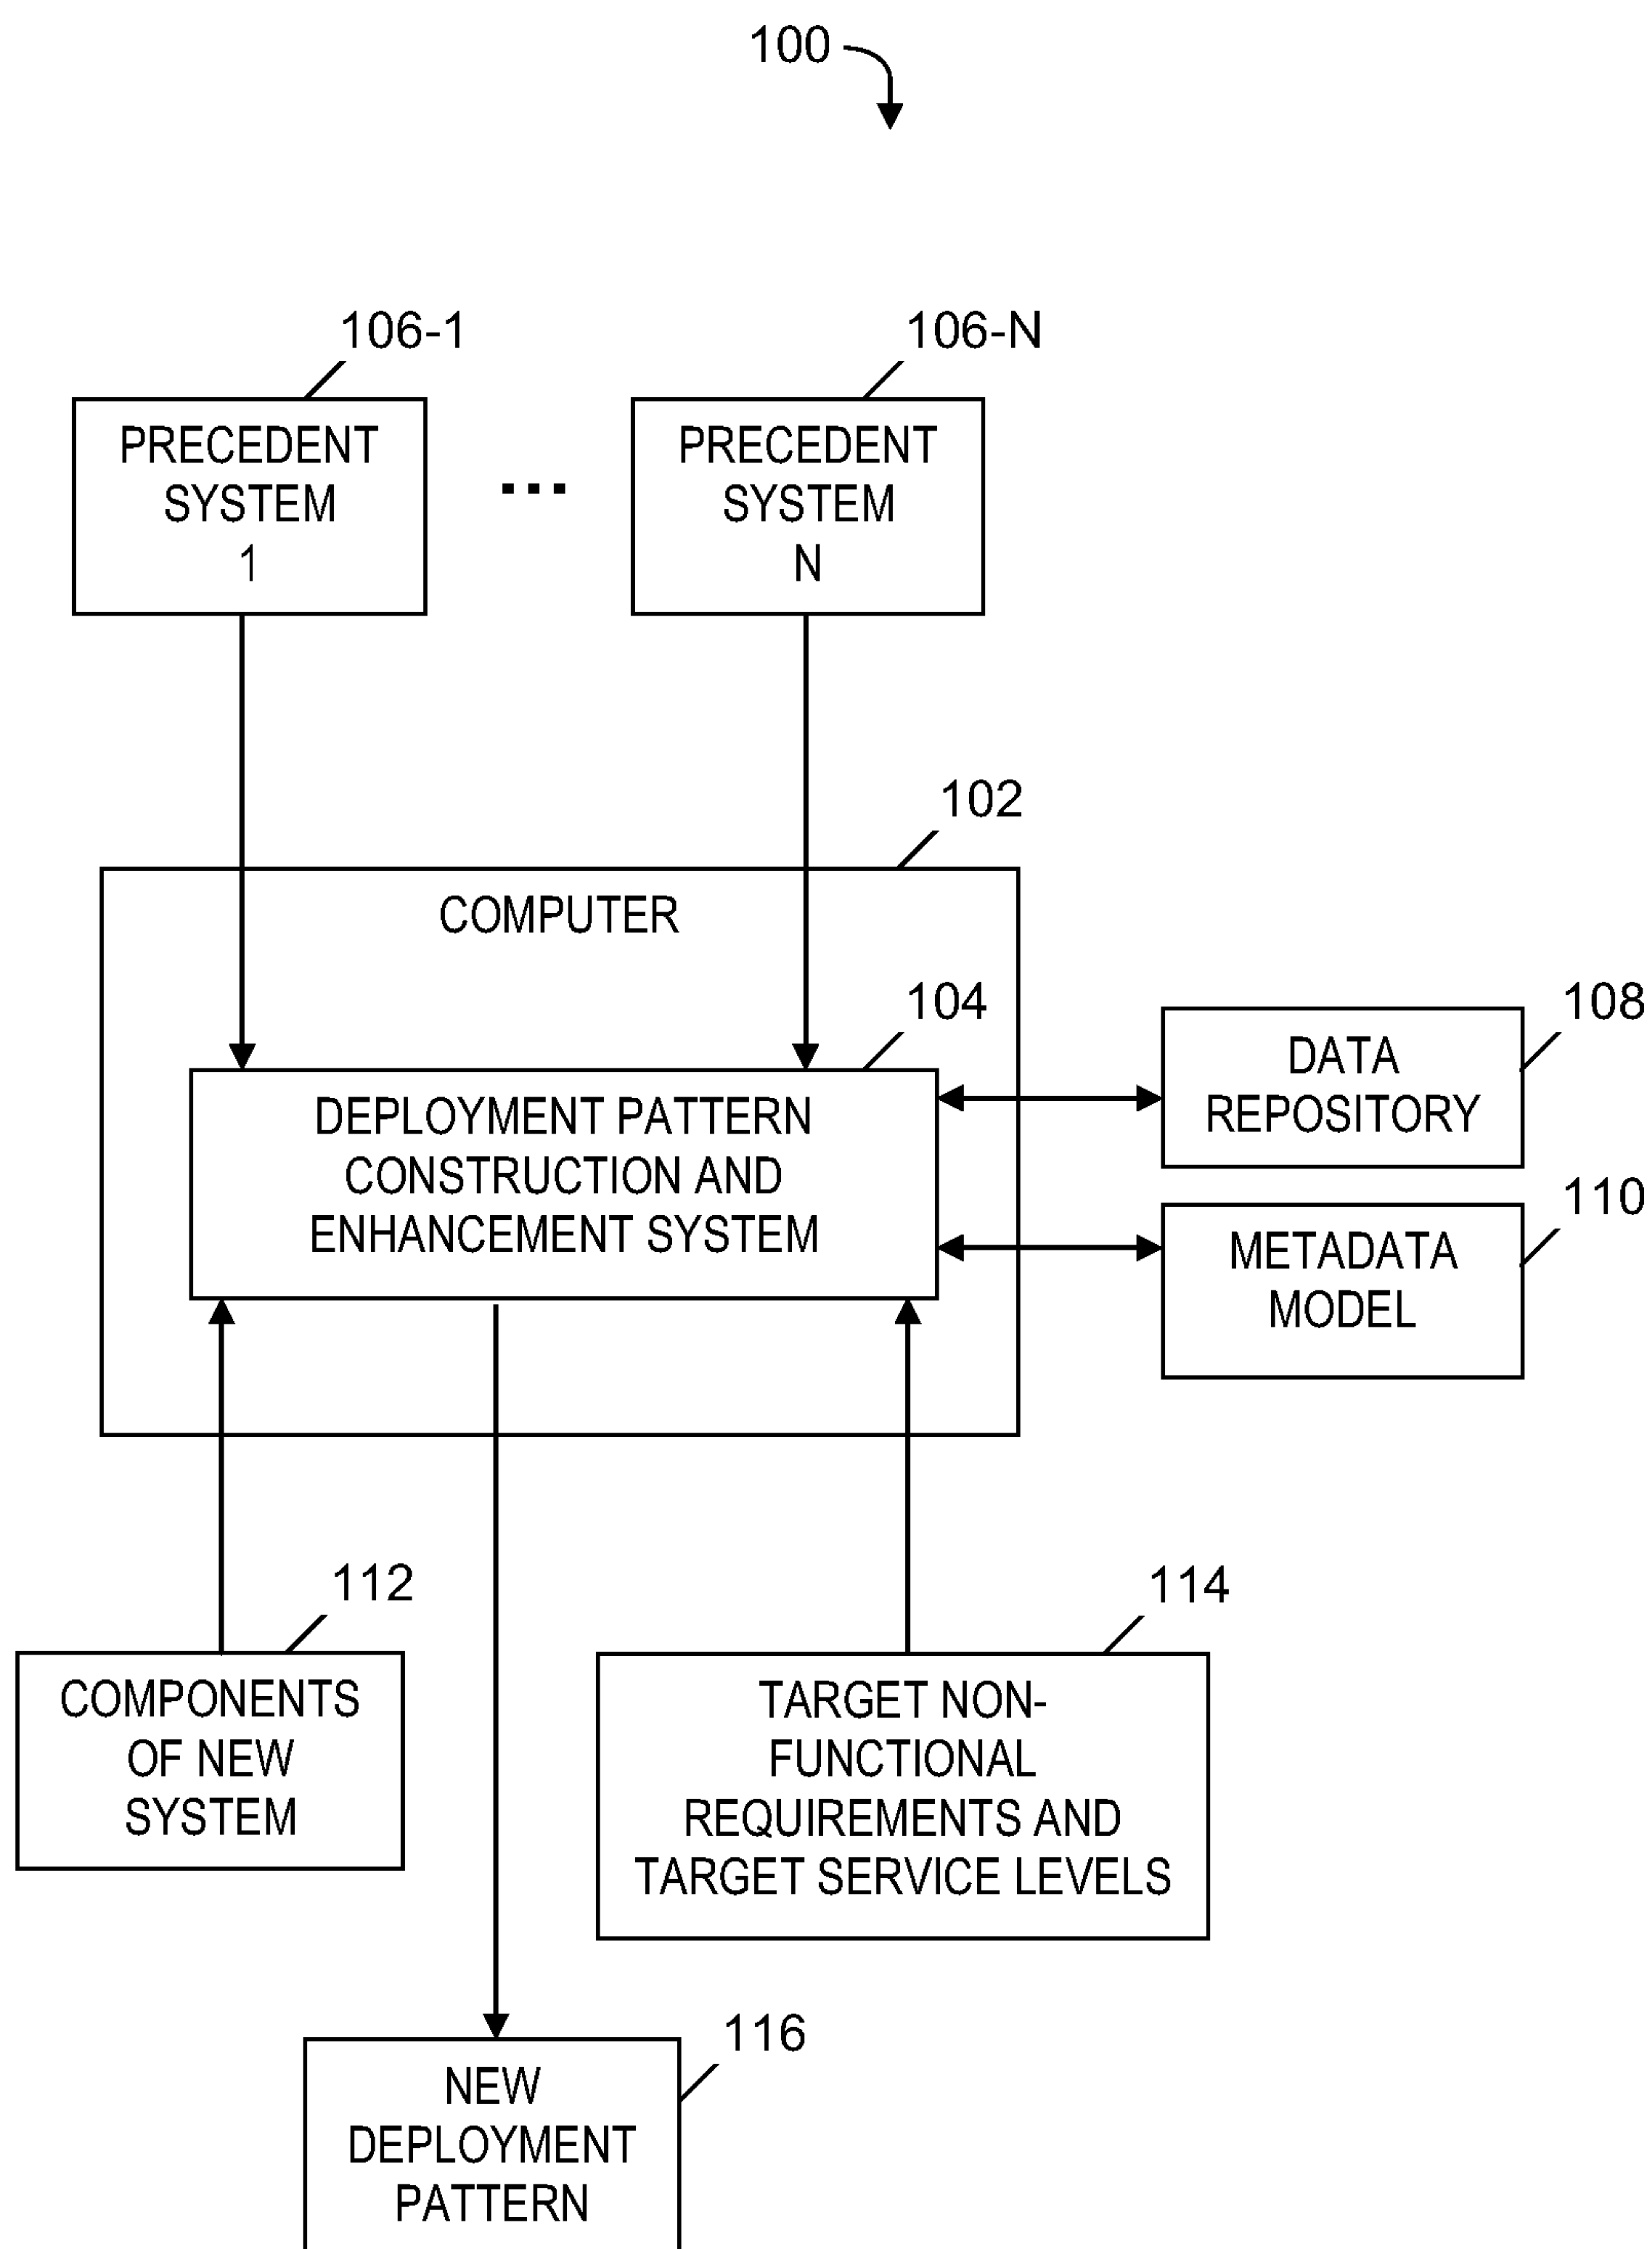 100
106-1
106-N
PRECEDENT
SYSTEM
1
...
PRECEDENT
SYSTEM
N
102
COMPUTER
104
108
DEPLOYMENT PATTERN
CONSTRUCTION AND
ENHANCEMENT SYSTEM
DATA
REPOSITORY
110
METADATA
MODEL
112
114
COMPONENTS
OF NEW
SYSTEM
TARGET NON-
FUNCTIONAL
REQUIREMENTS AND
TARGET SERVICE LEVELS
116
NEW
DEPLOYMENT
PATTERN